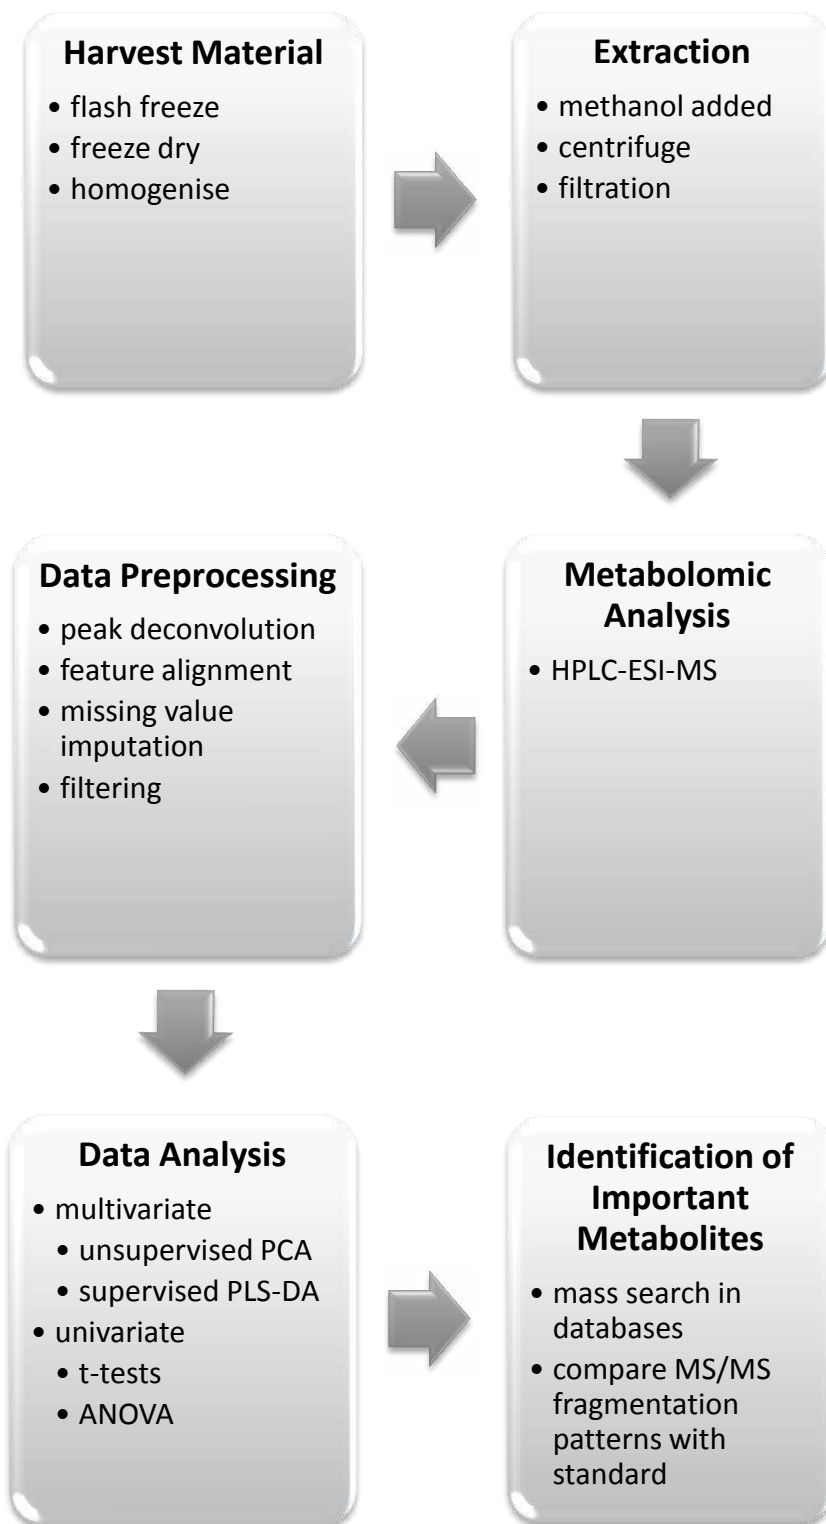 Harvest Material
• flash freeze
• freeze dry
• homogenise
Extraction
• methanol added
• centrifuge
• filtration
Metabolomic
Analysis
• HPLC-ESI-MS
Data Preprocessing
• peak deconvolution
• feature alignment
• missing value
imputation
• filtering
Data Analysis
• multivariate
• unsupervised PCA
• supervised PLS-DA
• univariate
• t-tests
• ANOVA
Identification of
Important
Metabolites
• mass search in
databases
• compare MS/MS
fragmentation
patterns with
standard